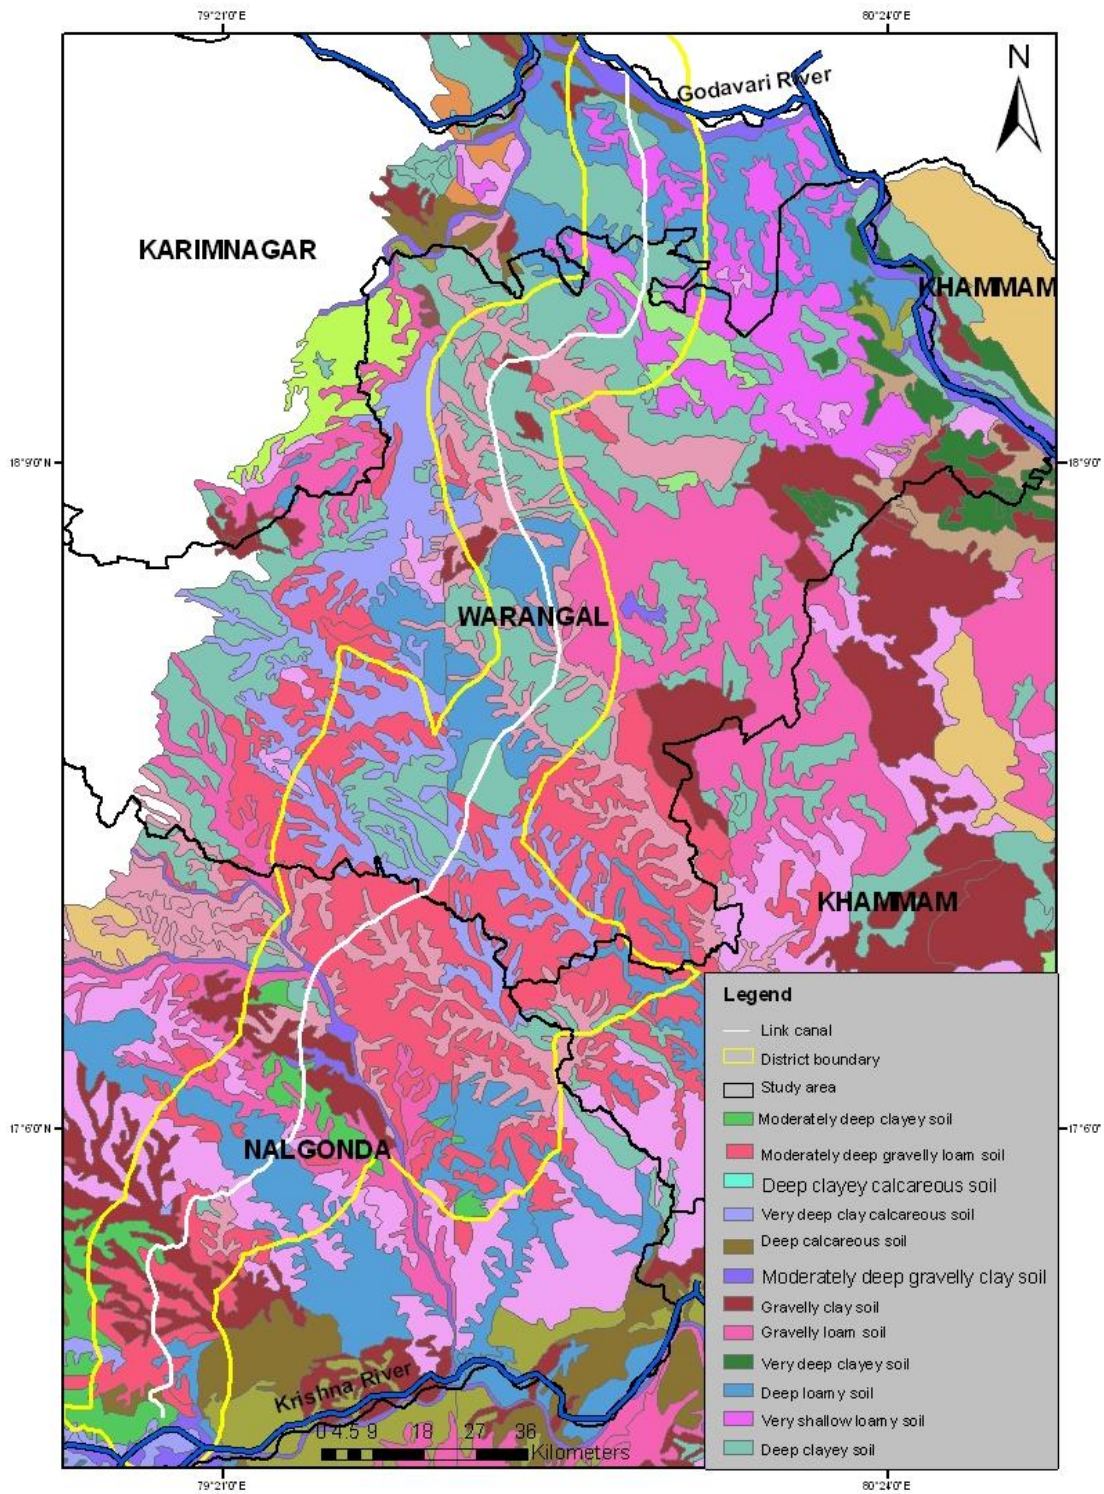 79°21'0"E
80°24'0"E
N
Godavari River
KARIMNAGAR
KHAMMAM
18°9'0"N
18°9'0"N
WARANGAL
KHAMMAM
Legend
Link canal
District boundary
Study area
Moderately deep clayey soil
17°6'0"N
17°6'0"N
NALGONDA
Moderately deep gravelly loam soil
Deep clayey calcareous soil
Very deep clay calcareous soil
Deep calcareous soil
Moderately deep gravelly clay soil
Gravelly clay soil
Gravelly loam soil
Very deep clayey soil
Deep loamy soil
Very shallow loamy soil
Deep clayey soil
Krishna River
0 4.5 9 18 27 36
Kilometers
79°21'0"E
80°24'0"E